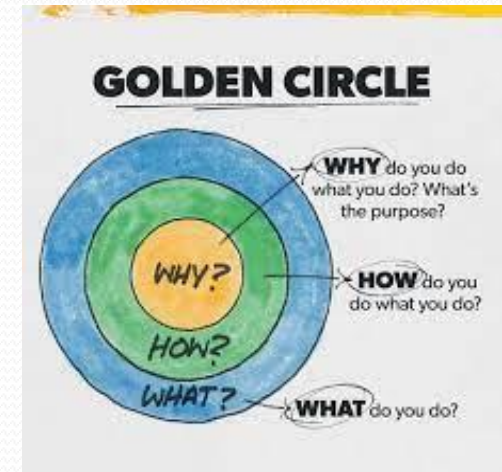 GOLDEN CIRCLE
WHY do you do
what you do? What's
the purpose?
WHY?
HOW do you
do what you do?
HOW?
WHAT?
WHAT do you do?